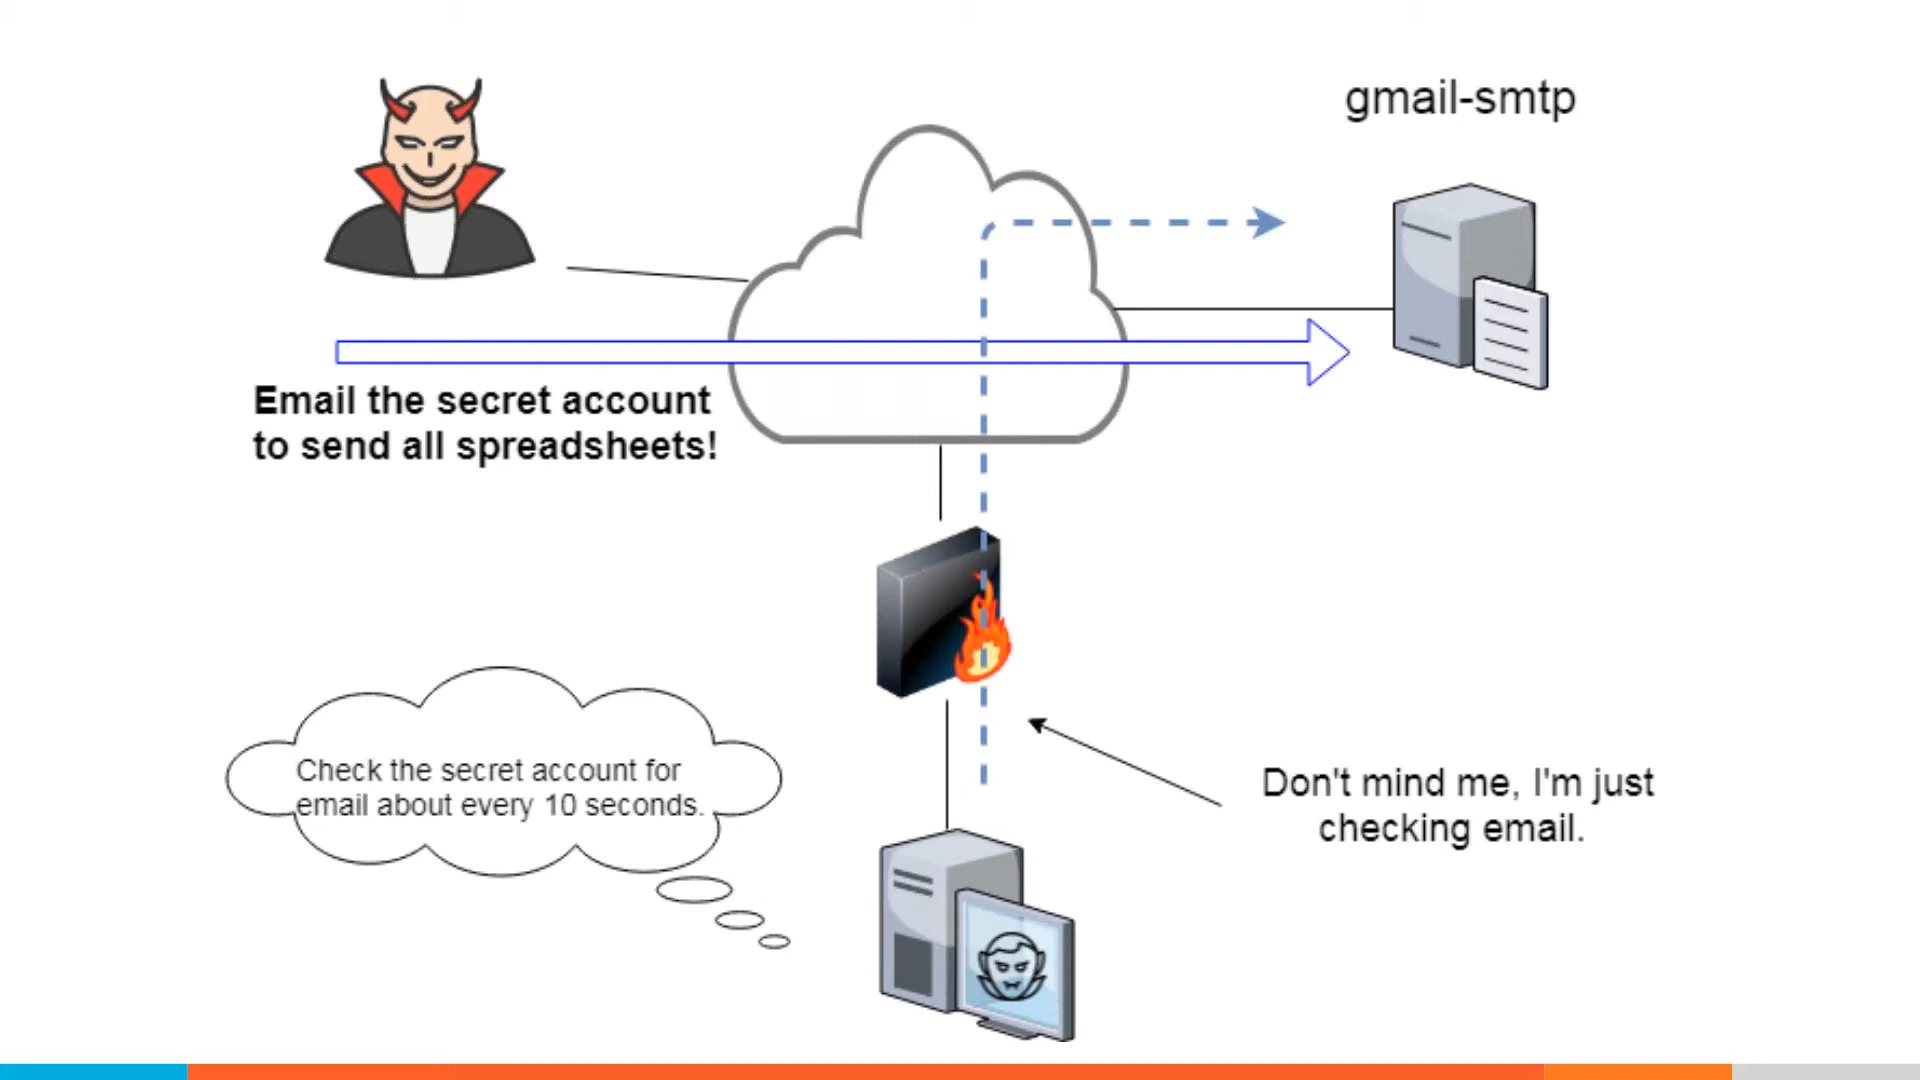 gmail-smtp
Email the secret account
to send all spreadsheets!
Check the secret account for
email about every 10 seconds.
Don't mind me, I'm just
checking email.